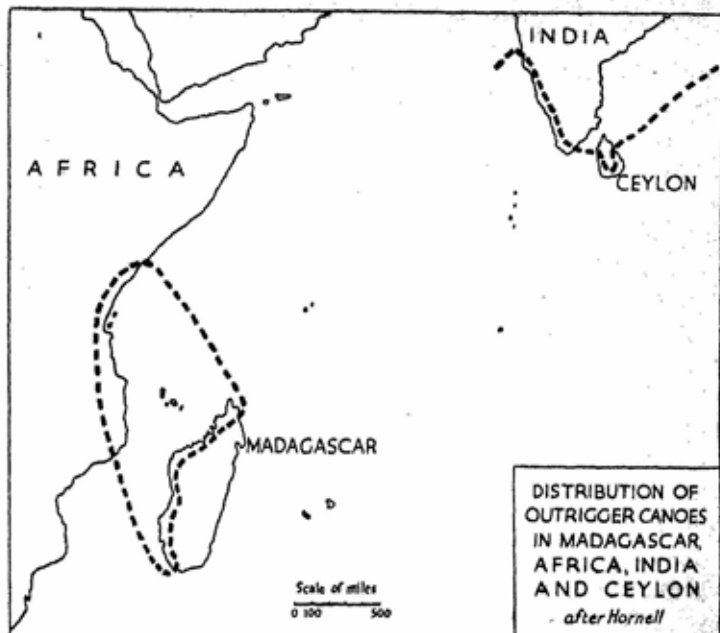 INDIA
AFRICA
CEYLON
MADAGASCAR
DISTRIBUTION OF
OUTRIGGER CANOES
IN MADAGASCAR,
AFRICA, INDIA
AND CEYLON
after Hornell
Scale of miles
0 100 500